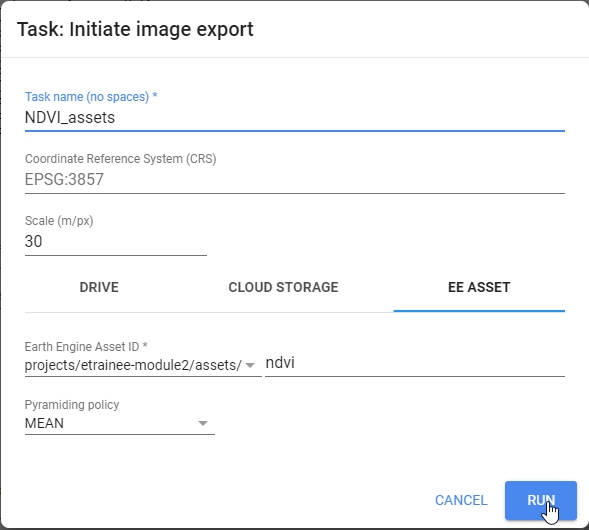 Task: Initiate image export
Task name (no spaces) *
NDVI_assets
Coordinate Reference System (CRS)
EPSG:3857
Scale (m/px)
30
DRIVE CLOUD STORAGE EE ASSET
Earth Engine Asset ID *
projects/etrainee-module2/assets/ ndvi
Pyramiding policy
MEAN
CANCEL RUN